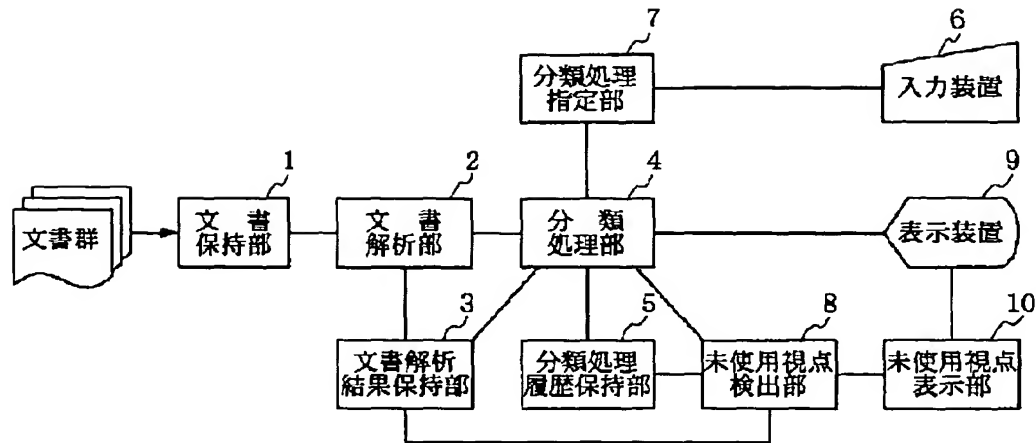 7
6
分類処理
指定部
入力装置
1
2
4
9
文書群
文書
保持部
文書
解析部
分類
処理部
表示装置
3
5
8
10
文書解析
結果保持部
分類処理
履歴保持部
未使用視点
検出部
未使用視点
表示部